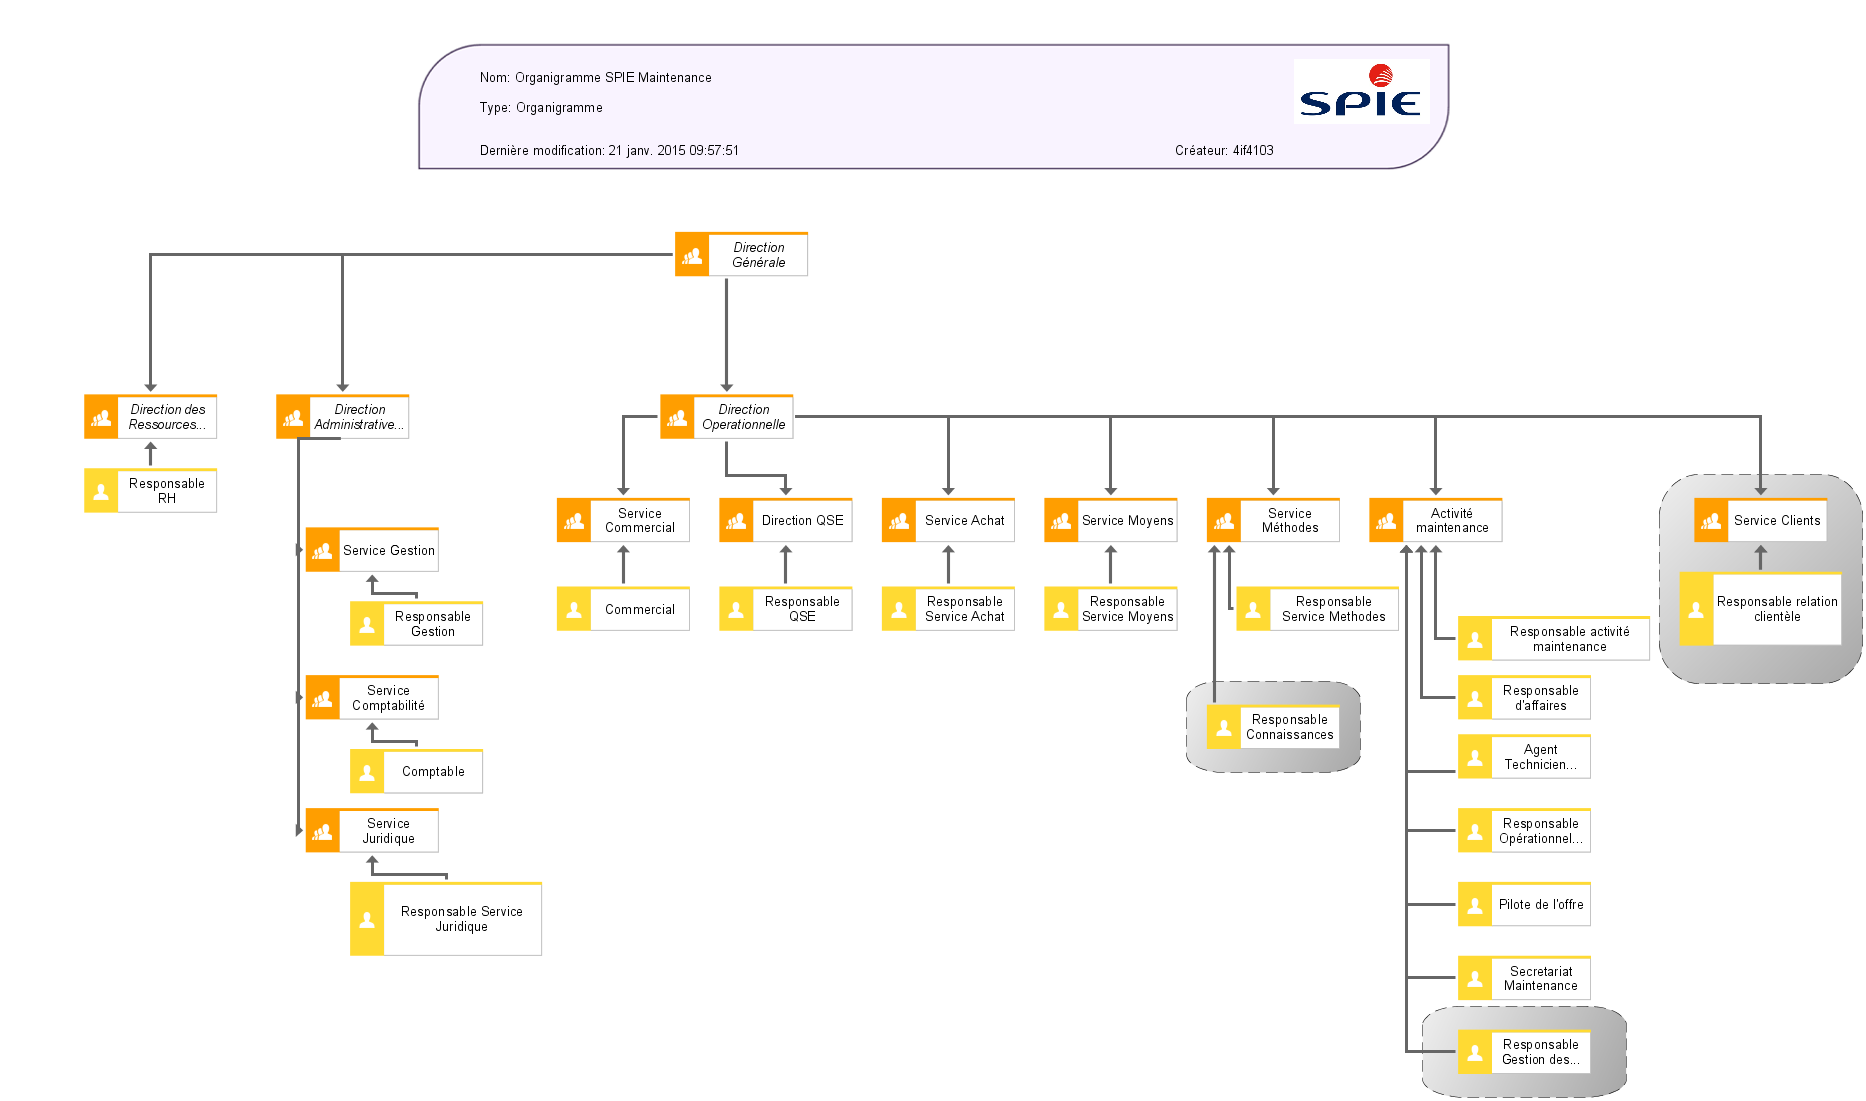 Nom: Organigramme SPIE Maintenance
Type: Organigramme
SPIE
Dernière modification: 21 janv. 2015 09:57:51
Créateur: 4if4103
Direction
Générale
Direction des
Ressources...
Direction
Administrative...
Direction
Operationnelle
Responsable
RH
Service
Commercial
Direction QSE
Service Achat
Service Moyens
Service
Méthodes
Activité
maintenance
Service Clients
Service Gestion
Responsable
Gestion
Commercial
Responsable
QSE
Responsable
Service Achat
Responsable
Service Moyens
Responsable
Service Methodes
Responsable relation
clientèle
Responsable activité
maintenance
Service
Comptabilité
Responsable
d'affaires
Responsable
Connaissances
Comptable
Agent
Technicien...
Service
Juridique
Responsable
Opérationnel...
Responsable Service
Juridique
Pilote de l'offre
Secretariat
Maintenance
Responsable
Gestion des...